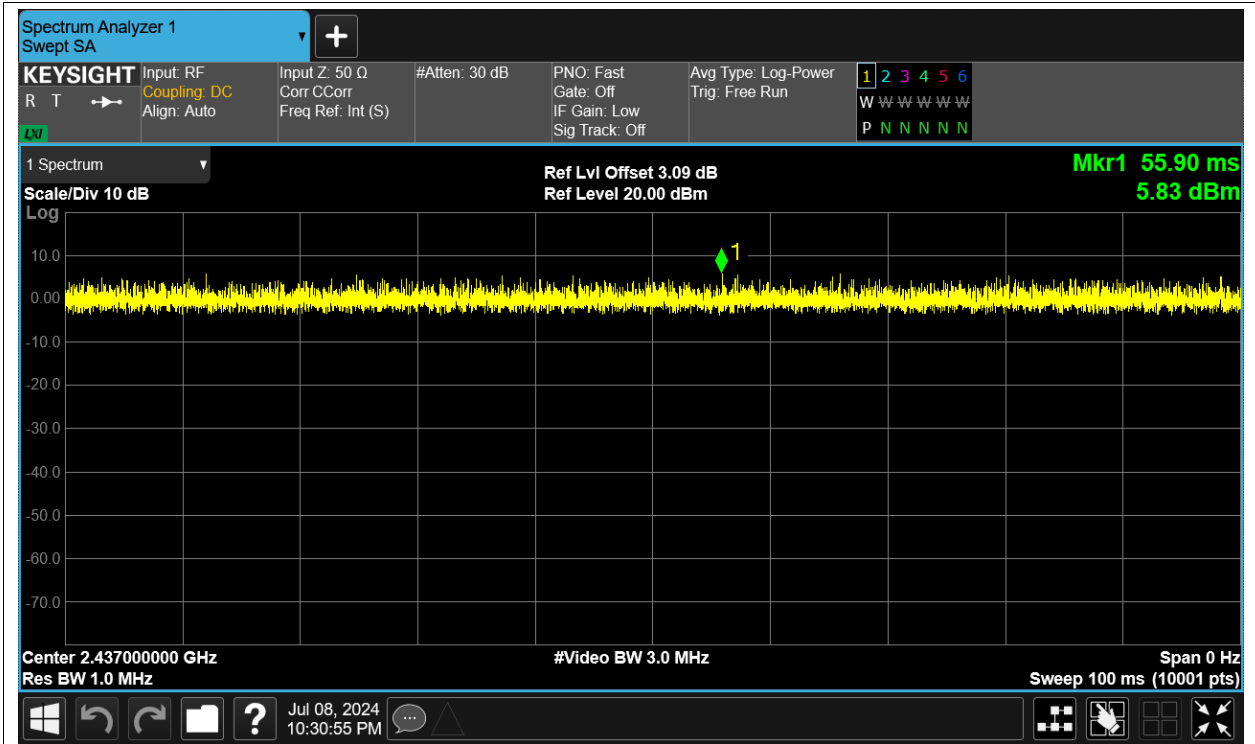 Spectrum Analyzer 1
Swept SA
KEYSIGHT
R T
LXI
Input: RF
Coupling: DC
Align: Auto
Input Z: 50 Ω
Corr CCorr
Freq Ref: Int (S)
#Atten: 30 dB
PNO: Fast
Gate: Off
IF Gain: Low
Sig Track: Off
Avg Type: Log-Power
Trig: Free Run
1 2 3 4 5 6
W W W W W W
P N N N N N
1 Spectrum
Scale/Div 10 dB
Ref Lvl Offset 3.09 dB
Ref Level 20.00 dBm
Mkr1 55.90 ms
5.83 dBm
Log
1
10.0
0.00
-10.0
-20.0
-30.0
-40.0
-50.0
-60.0
-70.0
Center 2.437000000 GHz
#Video BW 3.0 MHz
Span 0 Hz
Res BW 1.0 MHz
Sweep 100 ms (10001 pts)
?
Jul 08, 2024
10:30:55 PM